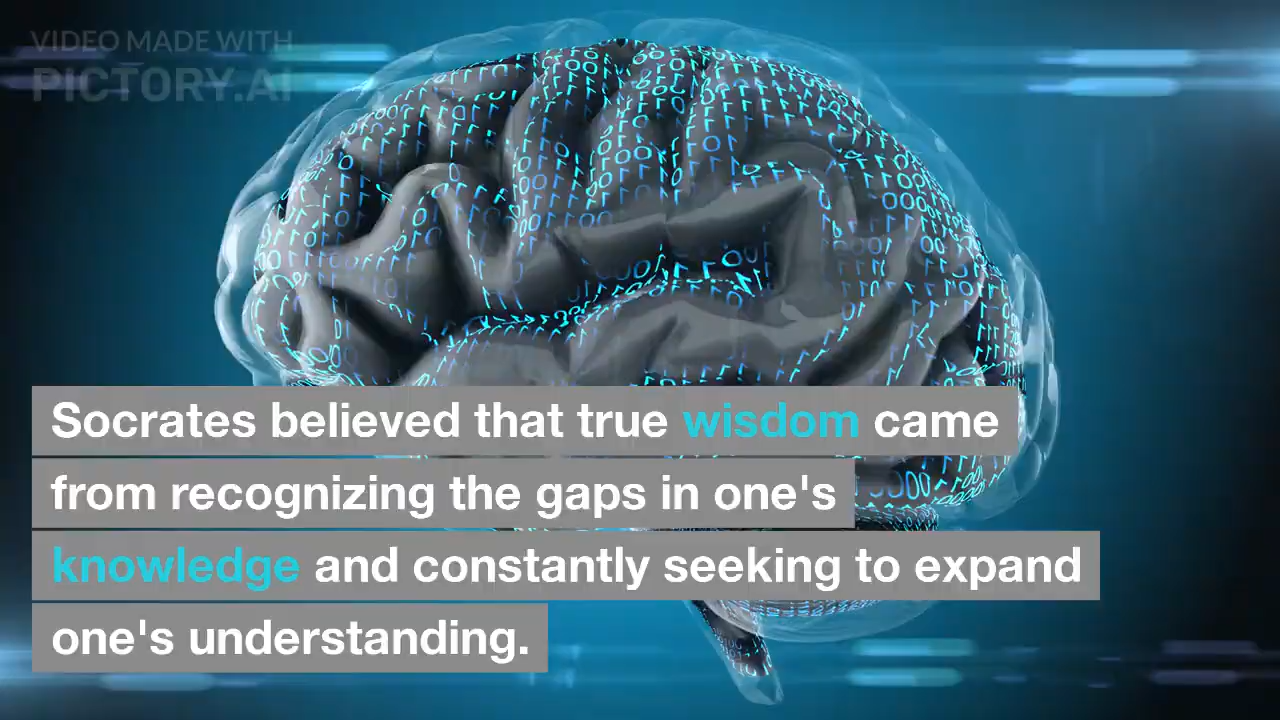 VIDEO MADE WITH
PICTORY.AI
Socrates believed that true wisdom came
from recognizing the gaps in one's
knowledge and constantly seeking to expand
one's understanding.